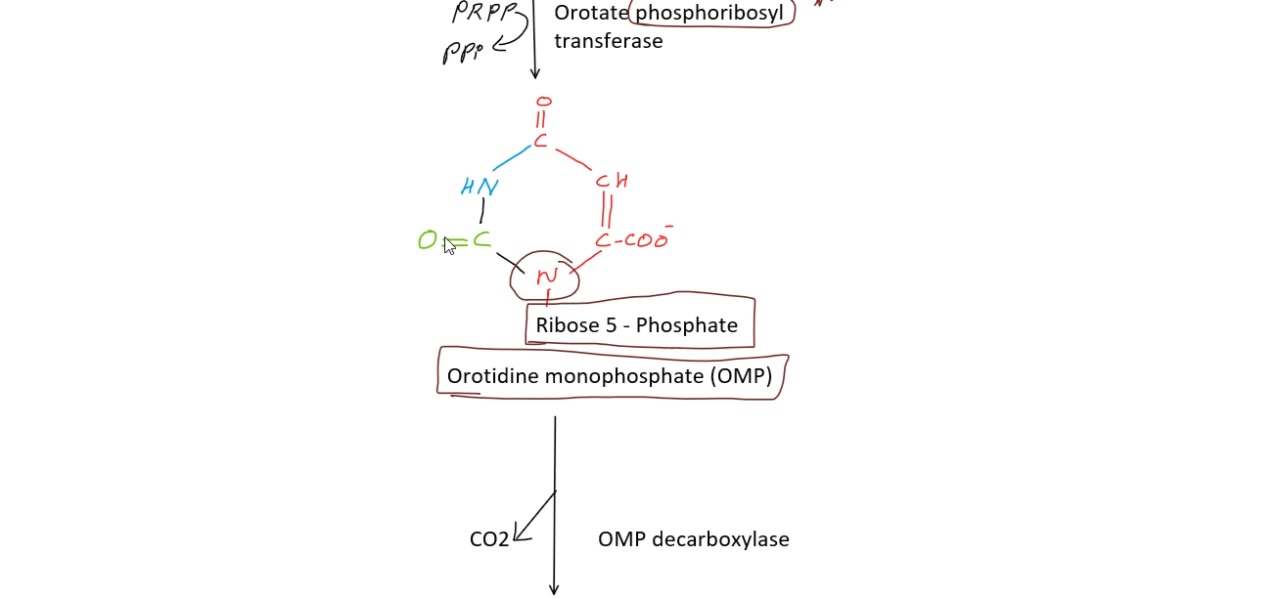 PRPP
Orotate phosphoribosyl
PPi
transferase
O
C
HN
CH
O=C
C-COO-
N
Ribose 5 - Phosphate
Orotidine monophosphate (OMP)
CO2
OMP decarboxylase